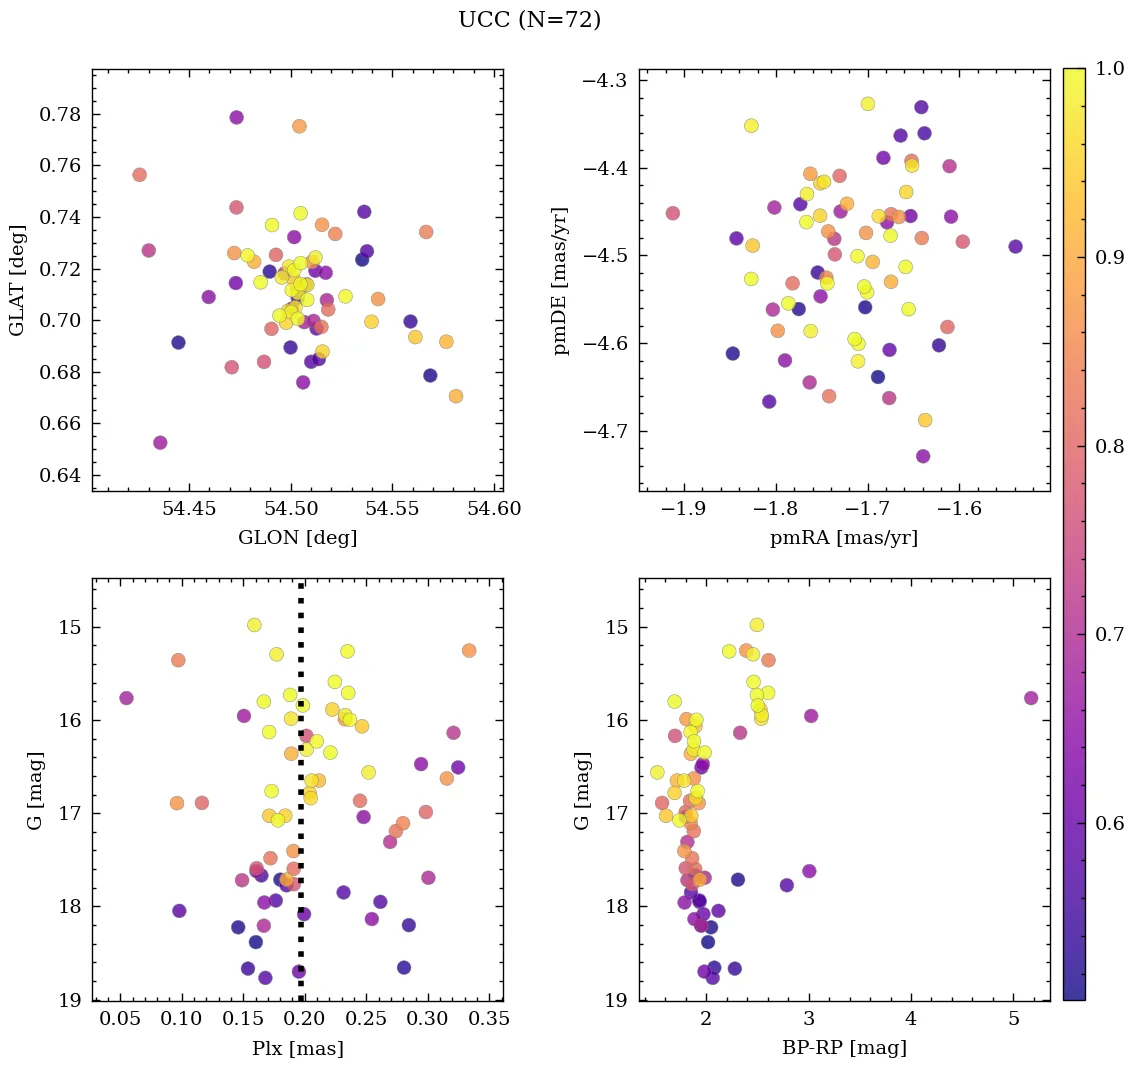 UCC (N=72)
0.78
0.76
0.74
0.72
0.70
0.68
0.66
0.64
GLAT [deg]
54.45 54.50 54.55 54.60
GLON [deg]
−4.3
−4.4
−4.5
−4.6
−4.7
pmDE [mas/yr]
−1.9 −1.8 −1.7 −1.6
pmRA [mas/yr]
15
16
17
18
19
G [mag]
0.05 0.10 0.15 0.20 0.25 0.30 0.35
Plx [mas]
15
16
17
18
19
G [mag]
2 3 4 5
BP-RP [mag]
1.0
0.9
0.8
0.7
0.6